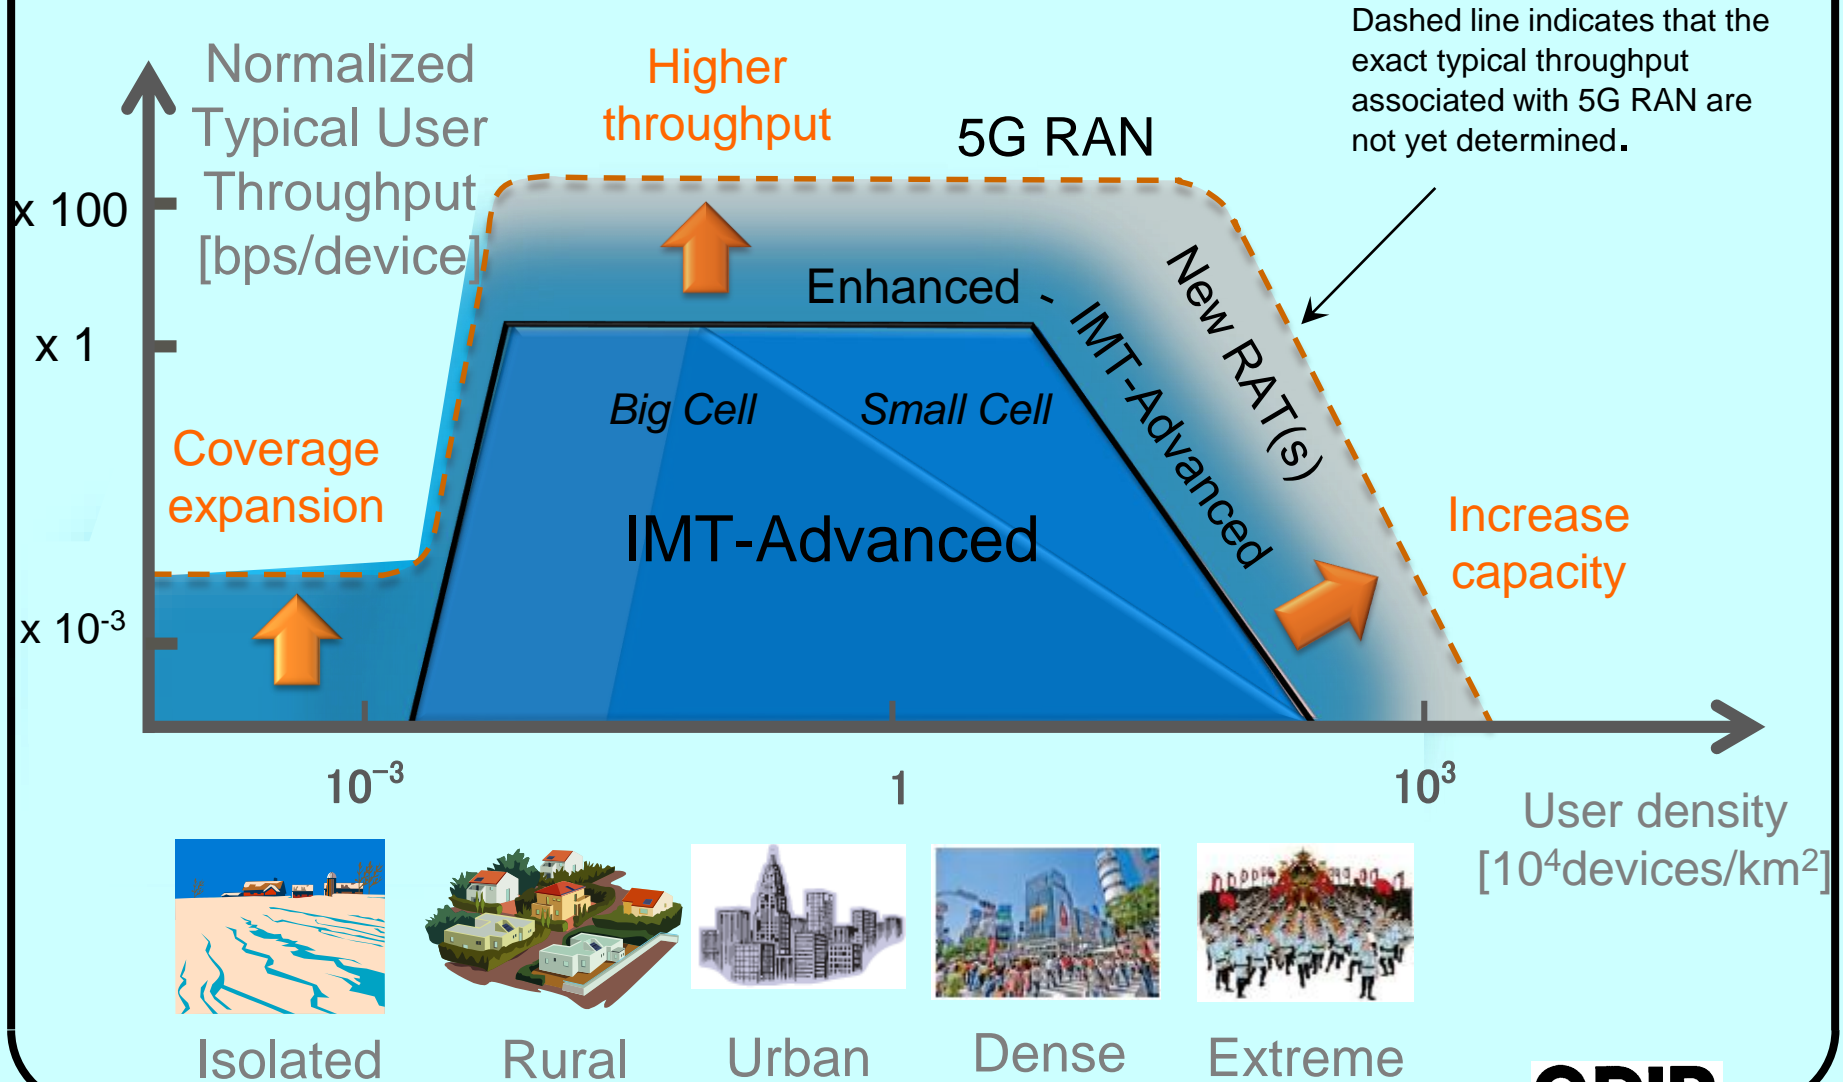 Normalized
Typical User
Throughput
[bps/device]
Higher
throughput
5G RAN
Dashed line indicates that the
exact typical throughput
associated with 5G RAN are
not yet determined.
x 100
x 1
x 10⁻³
Enhanced - IMT-Advanced
New RAT(s)
Big Cell
Small Cell
IMT-Advanced
Coverage
expansion
Increase
capacity
10⁻³
1
10³
User density
[10⁴devices/km²]
Isolated
Rural
Urban
Dense
Extreme